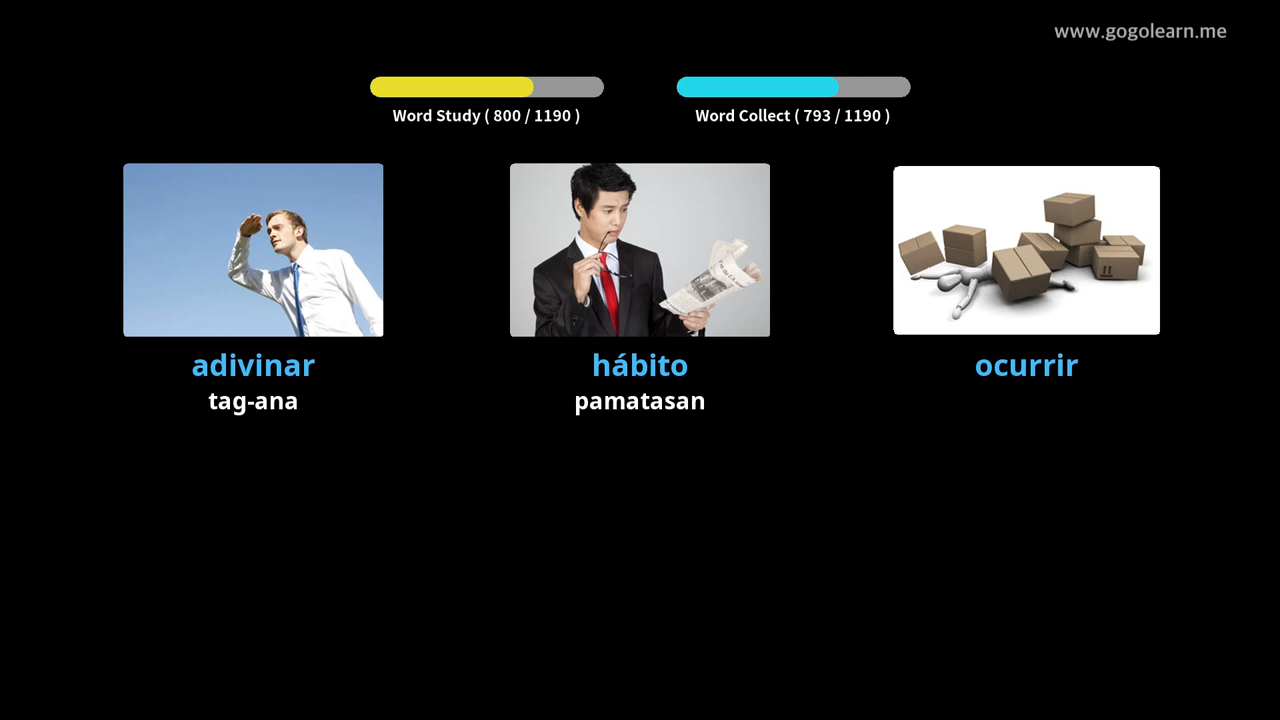 www.gogolearn.me
Word Study ( 800 / 1190 )
Word Collect ( 793 / 1190 )
adivinar
tag-ana
hábito
pamatasan
ocurrir